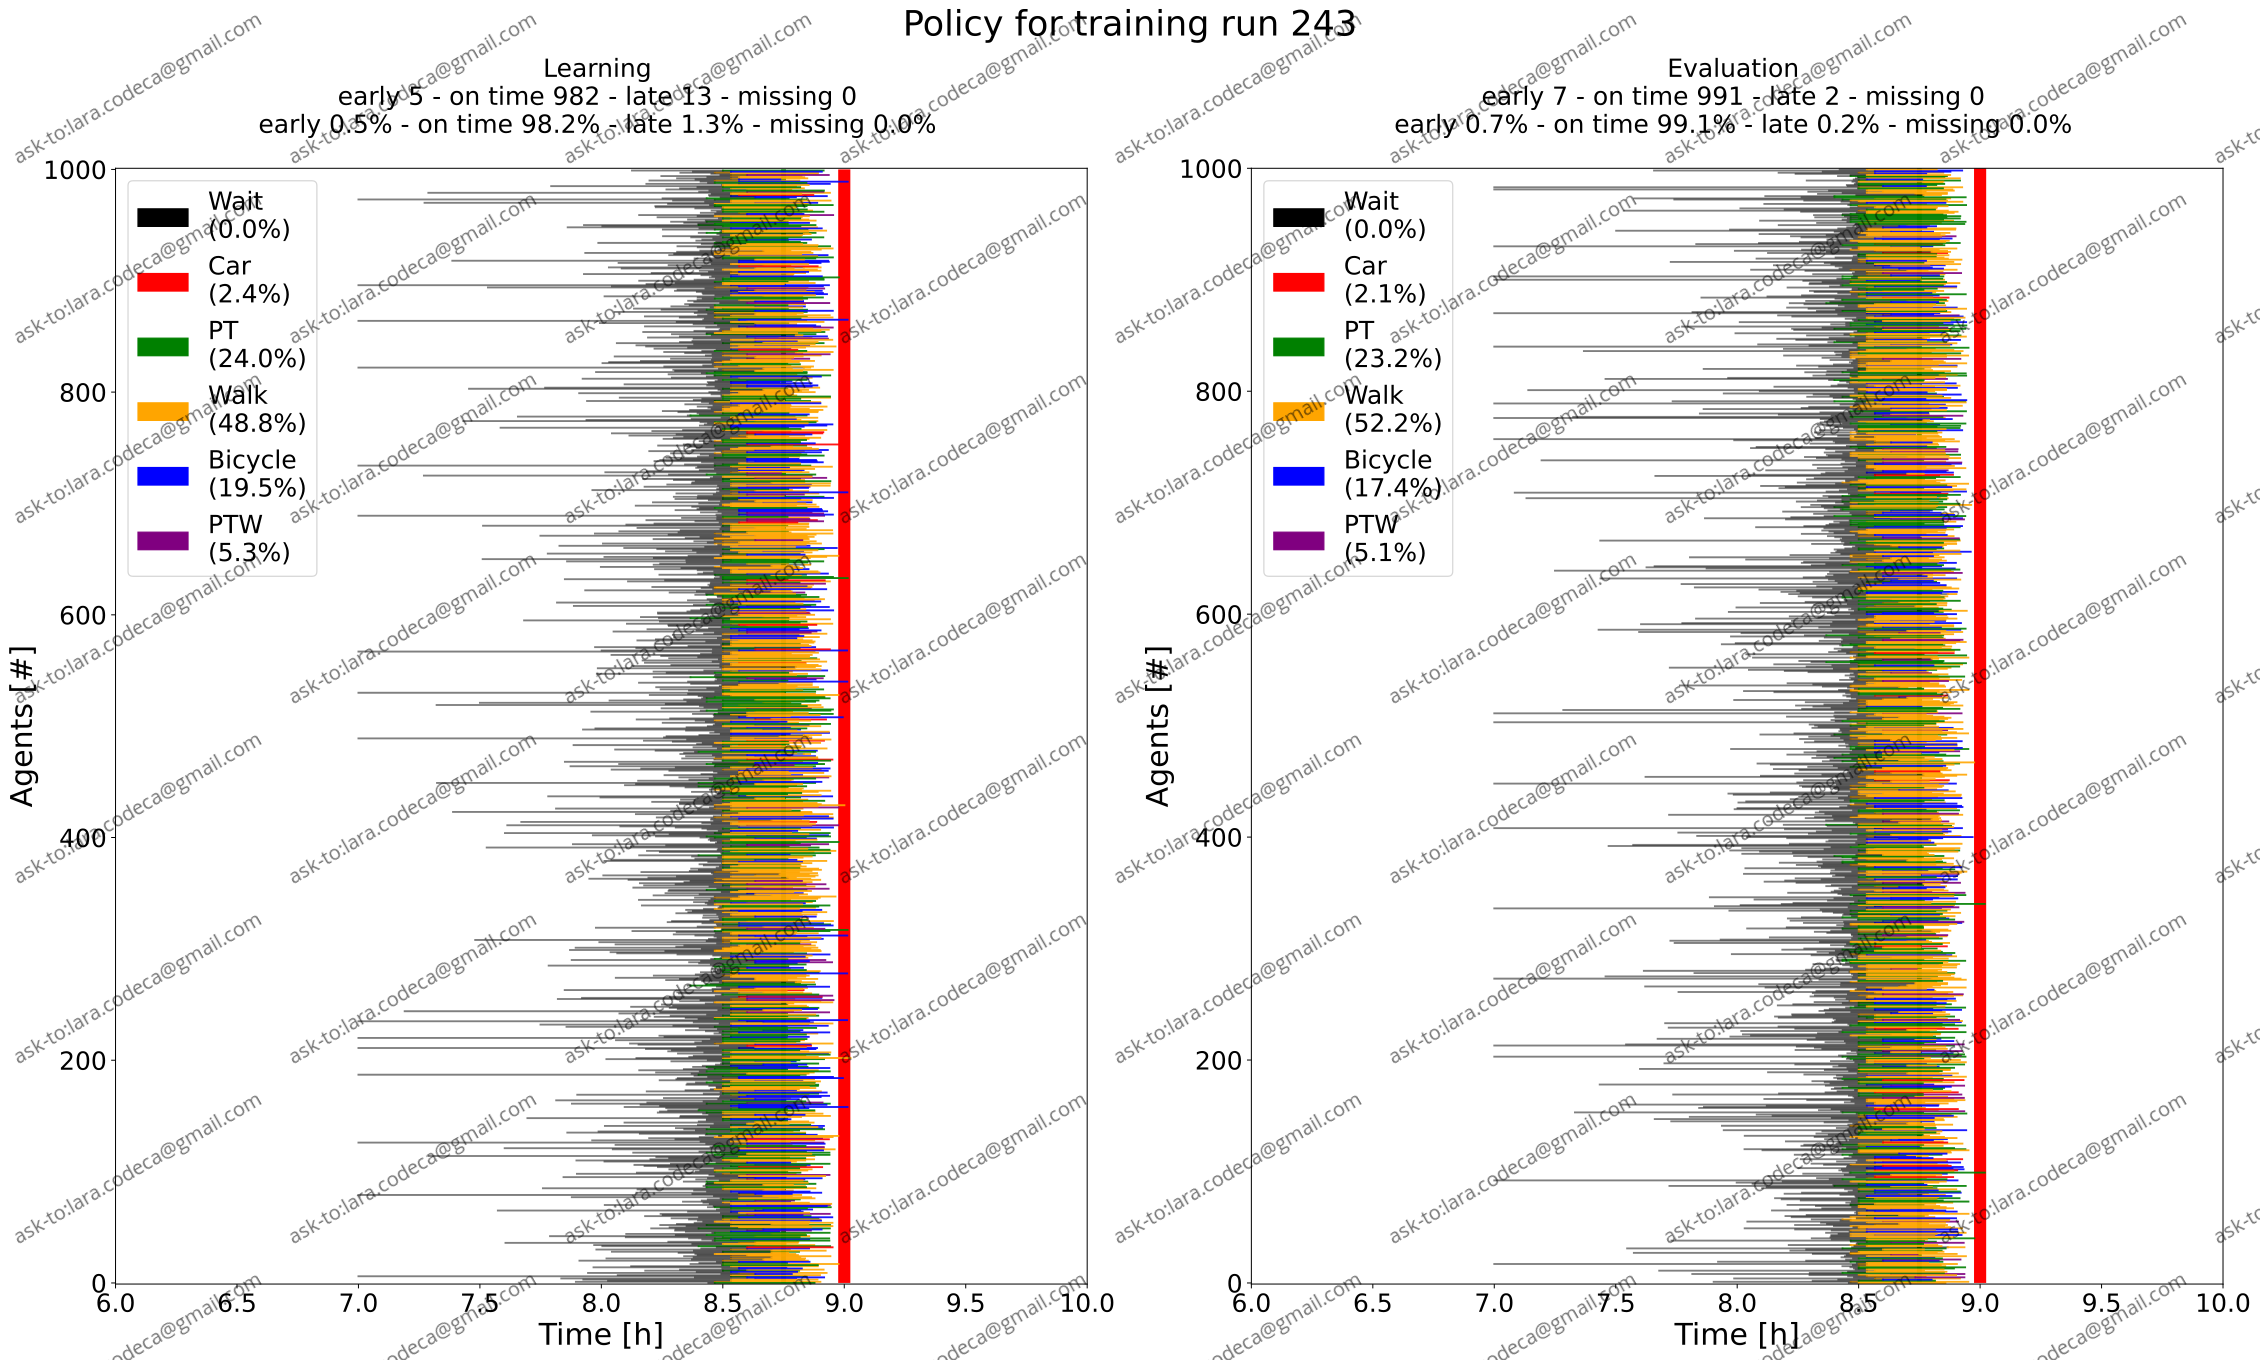 Policy for training run 243
Learning
early 5 - on time 982 - late 13 - missing 0
early 0.5% - on time 98.2% - late 1.3% - missing 0.0%
1000
800
600
400
200
0
Agents [#]
Wait
(0.0%)
Car
(2.4%)
PT
(24.0%)
Walk
(48.8%)
Bicycle
(19.5%)
PTW
(5.3%)
6.0 6.5 7.0 7.5 8.0 8.5 9.0 9.5 10.0
Time [h]
Evaluation
early 7 - on time 991 - late 2 - missing 0
early 0.7% - on time 99.1% - late 0.2% - missing 0.0%
1000
800
600
400
200
0
Agents [#]
Wait
(0.0%)
Car
(2.1%)
PT
(23.2%)
Walk
(52.2%)
Bicycle
(17.4%)
PTW
(5.1%)
6.0 6.5 7.0 7.5 8.0 8.5 9.0 9.5 10.0
Time [h]
ask-to:lara.codeca@gmail.com